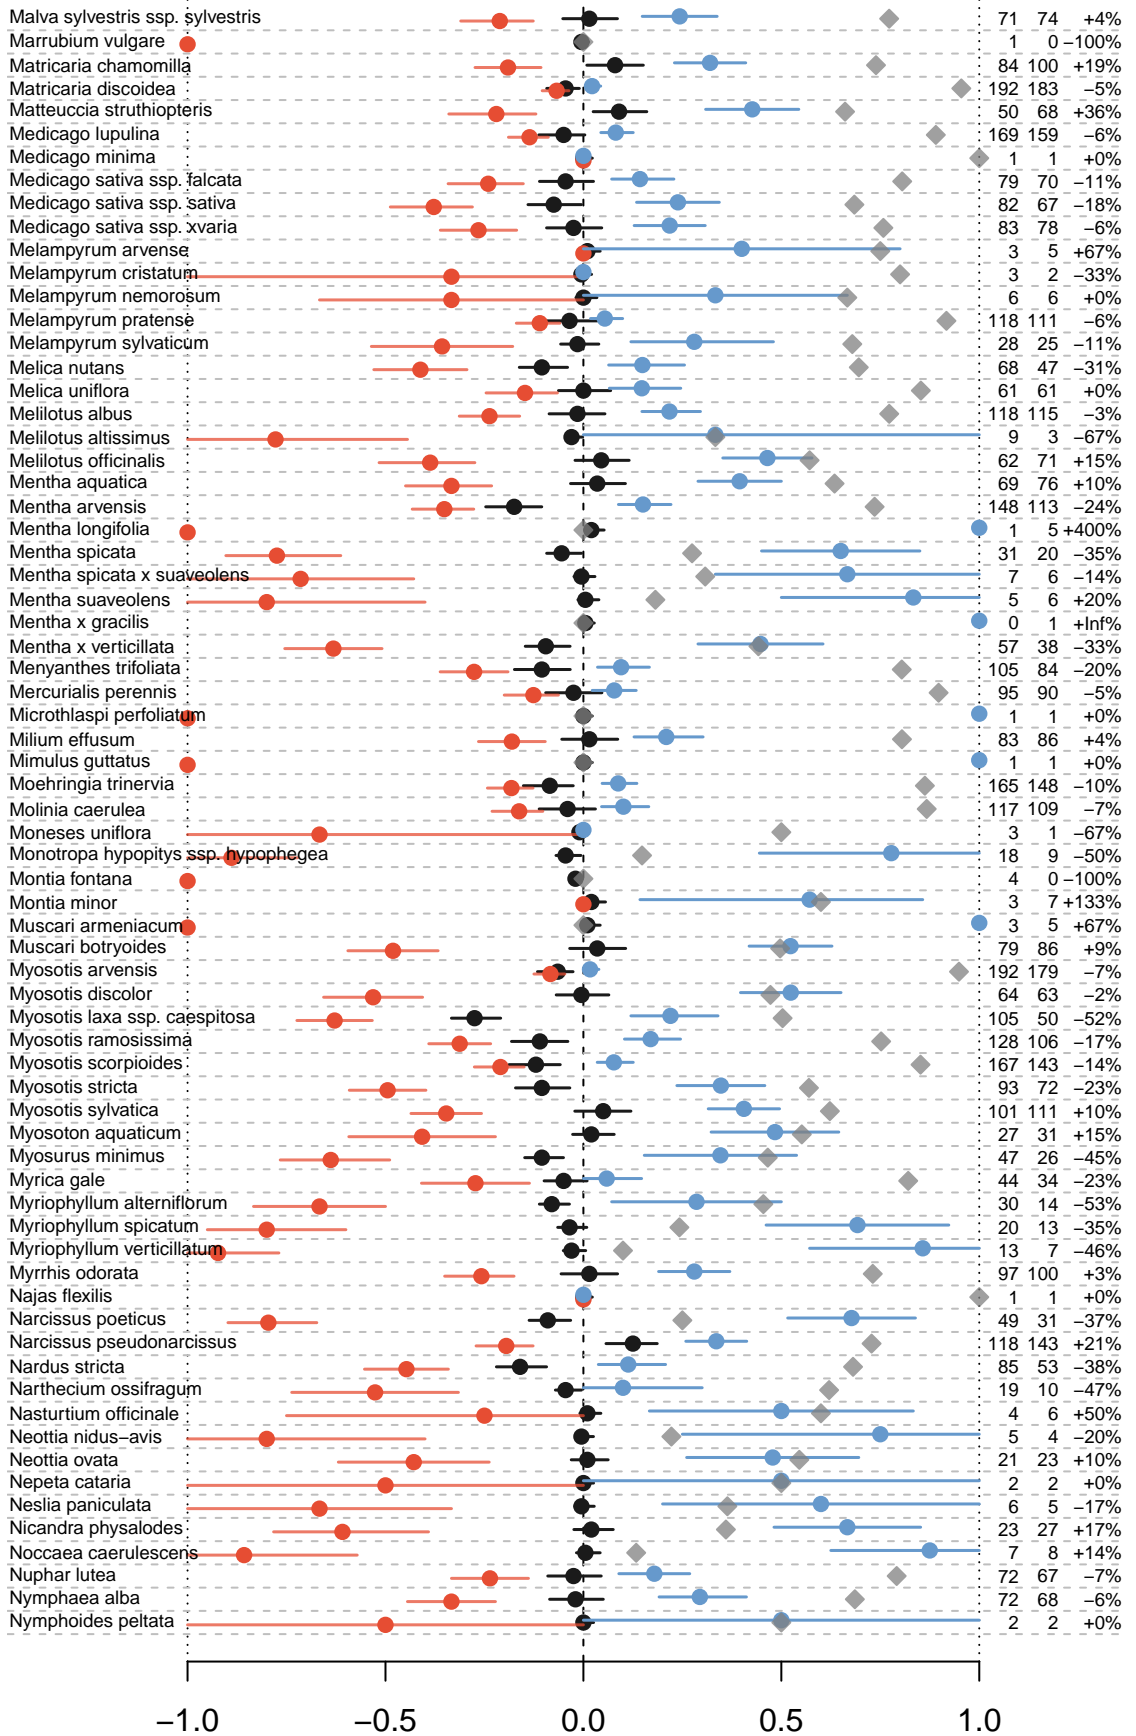 Malva sylvestris ssp. sylvestris 71 74 +4%
Marrubium vulgare 1 0 −100%
Matricaria chamomilla 84 100 +19%
Matricaria discoidea 192 183 −5%
Matteuccia struthiopteris 50 68 +36%
Medicago lupulina 169 159 −6%
Medicago minima 1 1 +0%
Medicago sativa ssp. falcata 79 70 −11%
Medicago sativa ssp. sativa 82 67 −18%
Medicago sativa ssp. xvaria 83 78 −6%
Melampyrum arvense 3 5 +67%
Melampyrum cristatum 3 2 −33%
Melampyrum nemorosum 6 6 +0%
Melampyrum pratense 118 111 −6%
Melampyrum sylvaticum 28 25 −11%
Melica nutans 68 47 −31%
Melica uniflora 61 61 +0%
Melilotus albus 118 115 −3%
Melilotus altissimus 9 3 −67%
Melilotus officinalis 62 71 +15%
Mentha aquatica 69 76 +10%
Mentha arvensis 148 113 −24%
Mentha longifolia 1 5 +400%
Mentha spicata 31 20 −35%
Mentha spicata x suaveolens 7 6 −14%
Mentha suaveolens 5 6 +20%
Mentha x gracilis 0 1 +Inf%
Mentha x verticillata 57 38 −33%
Menyanthes trifoliata 105 84 −20%
Mercurialis perennis 95 90 −5%
Microthlaspi perfoliatum 1 1 +0%
Milium effusum 83 86 +4%
Mimulus guttatus 1 1 +0%
Moehringia trinervia 165 148 −10%
Molinia caerulea 117 109 −7%
Moneses uniflora 3 1 −67%
Monotropa hypopitys ssp. hypophegea 18 9 −50%
Montia fontana 4 0 −100%
Montia minor 3 7 +133%
Muscari armeniacum 3 5 +67%
Muscari botryoides 79 86 +9%
Myosotis arvensis 192 179 −7%
Myosotis discolor 64 63 −2%
Myosotis laxa ssp. caespitosa 105 50 −52%
Myosotis ramosissima 128 106 −17%
Myosotis scorpioides 167 143 −14%
Myosotis stricta 93 72 −23%
Myosotis sylvatica 101 111 +10%
Myosoton aquaticum 27 31 +15%
Myosurus minimus 47 26 −45%
Myrica gale 44 34 −23%
Myriophyllum alterniflorum 30 14 −53%
Myriophyllum spicatum 20 13 −35%
Myriophyllum verticillatum 13 7 −46%
Myrrhis odorata 97 100 +3%
Najas flexilis 1 1 +0%
Narcissus poeticus 49 31 −37%
Narcissus pseudonarcissus 118 143 +21%
Nardus stricta 85 53 −38%
Narthecium ossifragum 19 10 −47%
Nasturtium officinale 4 6 +50%
Neottia nidus−avis 5 4 −20%
Neottia ovata 21 23 +10%
Nepeta cataria 2 2 +0%
Neslia paniculata 6 5 −17%
Nicandra physalodes 23 27 +17%
Noccaea caerulescens 7 8 +14%
Nuphar lutea 72 67 −7%
Nymphaea alba 72 68 −6%
Nymphoides peltata 2 2 +0%
−1.0 −0.5 0.0 0.5 1.0